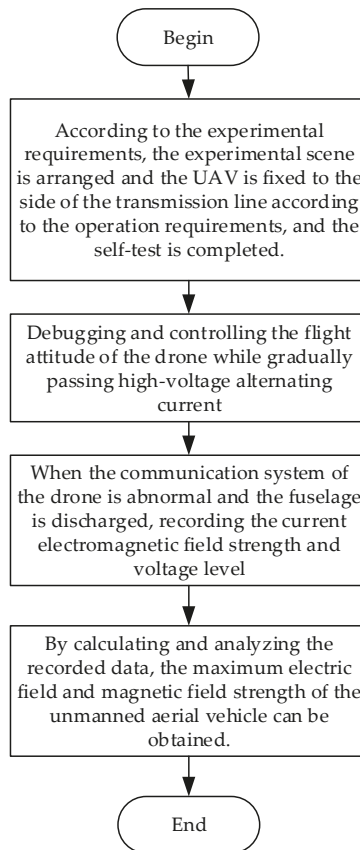 Begin
According to the experimental
requirements, the experimental scene
is arranged and the UAV is fixed to the
side of the transmission line according
to the operation requirements, and the
self-test is completed.
Debugging and controlling the flight
attitude of the drone while gradually
passing high-voltage alternating
current
When the communication system of
the drone is abnormal and the fuselage
is discharged, recording the current
electromagnetic field strength and
voltage level
By calculating and analyzing the
recorded data, the maximum electric
field and magnetic field strength of the
unmanned aerial vehicle can be
obtained.
End